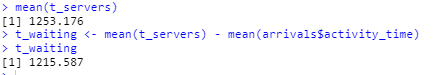 > mean(t_servers)
[1] 1253.176
> t_waiting <- mean(t_servers) - mean(arrivals$activity_time)
> t_waiting
[1] 1215.587